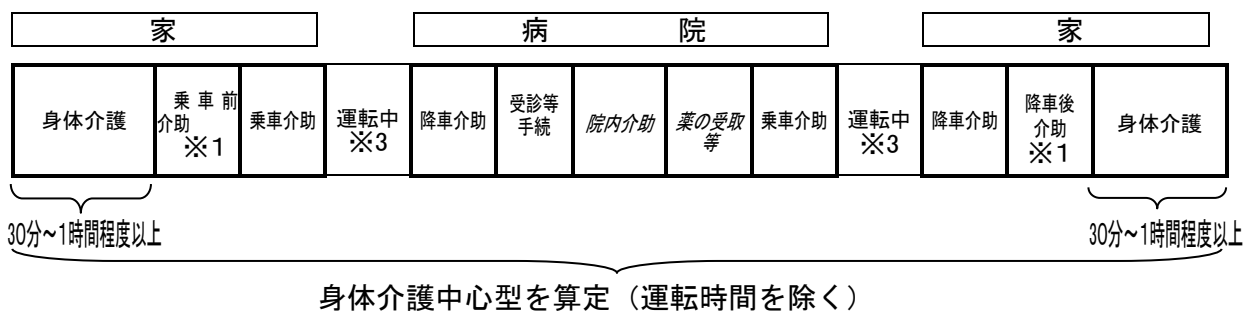 家
病 院
家
身体介護
乗 車 前
介助
※1
乗車介助
運転中
※3
降車介助
受診等
手続
院内介助
薬の受取
等
乗車介助
運転中
※3
降車介助
降車後
介助
※1
身体介護
30分～1時間程度以上
30分～1時間程度以上
身体介護中心型を算定（運転時間を除く）